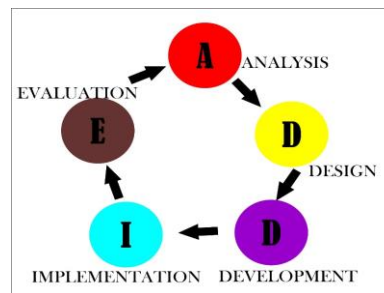 A
ANALYSIS
D
DESIGN
D
DEVELOPMENT
I
IMPLEMENTATION
E
EVALUATION